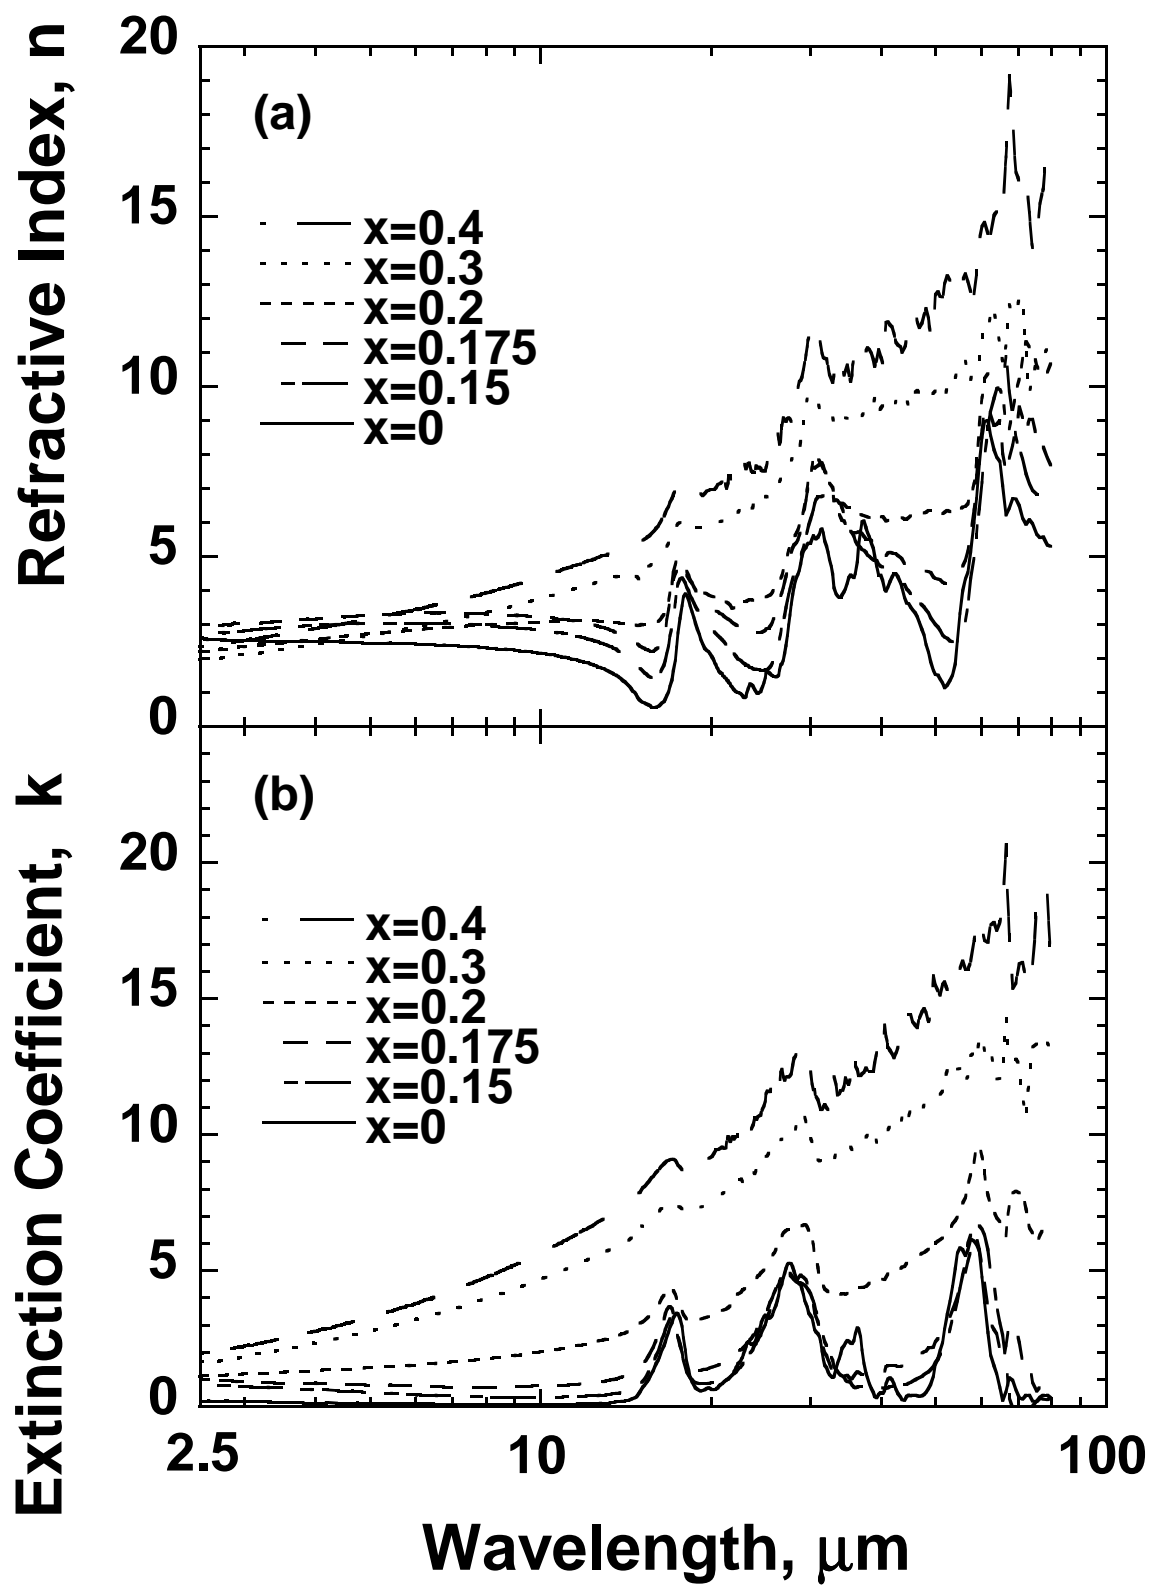 Refractive Index, n
20
15
10
5
0
(a)
x=0.4
x=0.3
x=0.2
x=0.175
x=0.15
x=0
Extinction Coefficient, k
20
15
10
5
0
(b)
x=0.4
x=0.3
x=0.2
x=0.175
x=0.15
x=0
2.5 10 100
Wavelength, μm